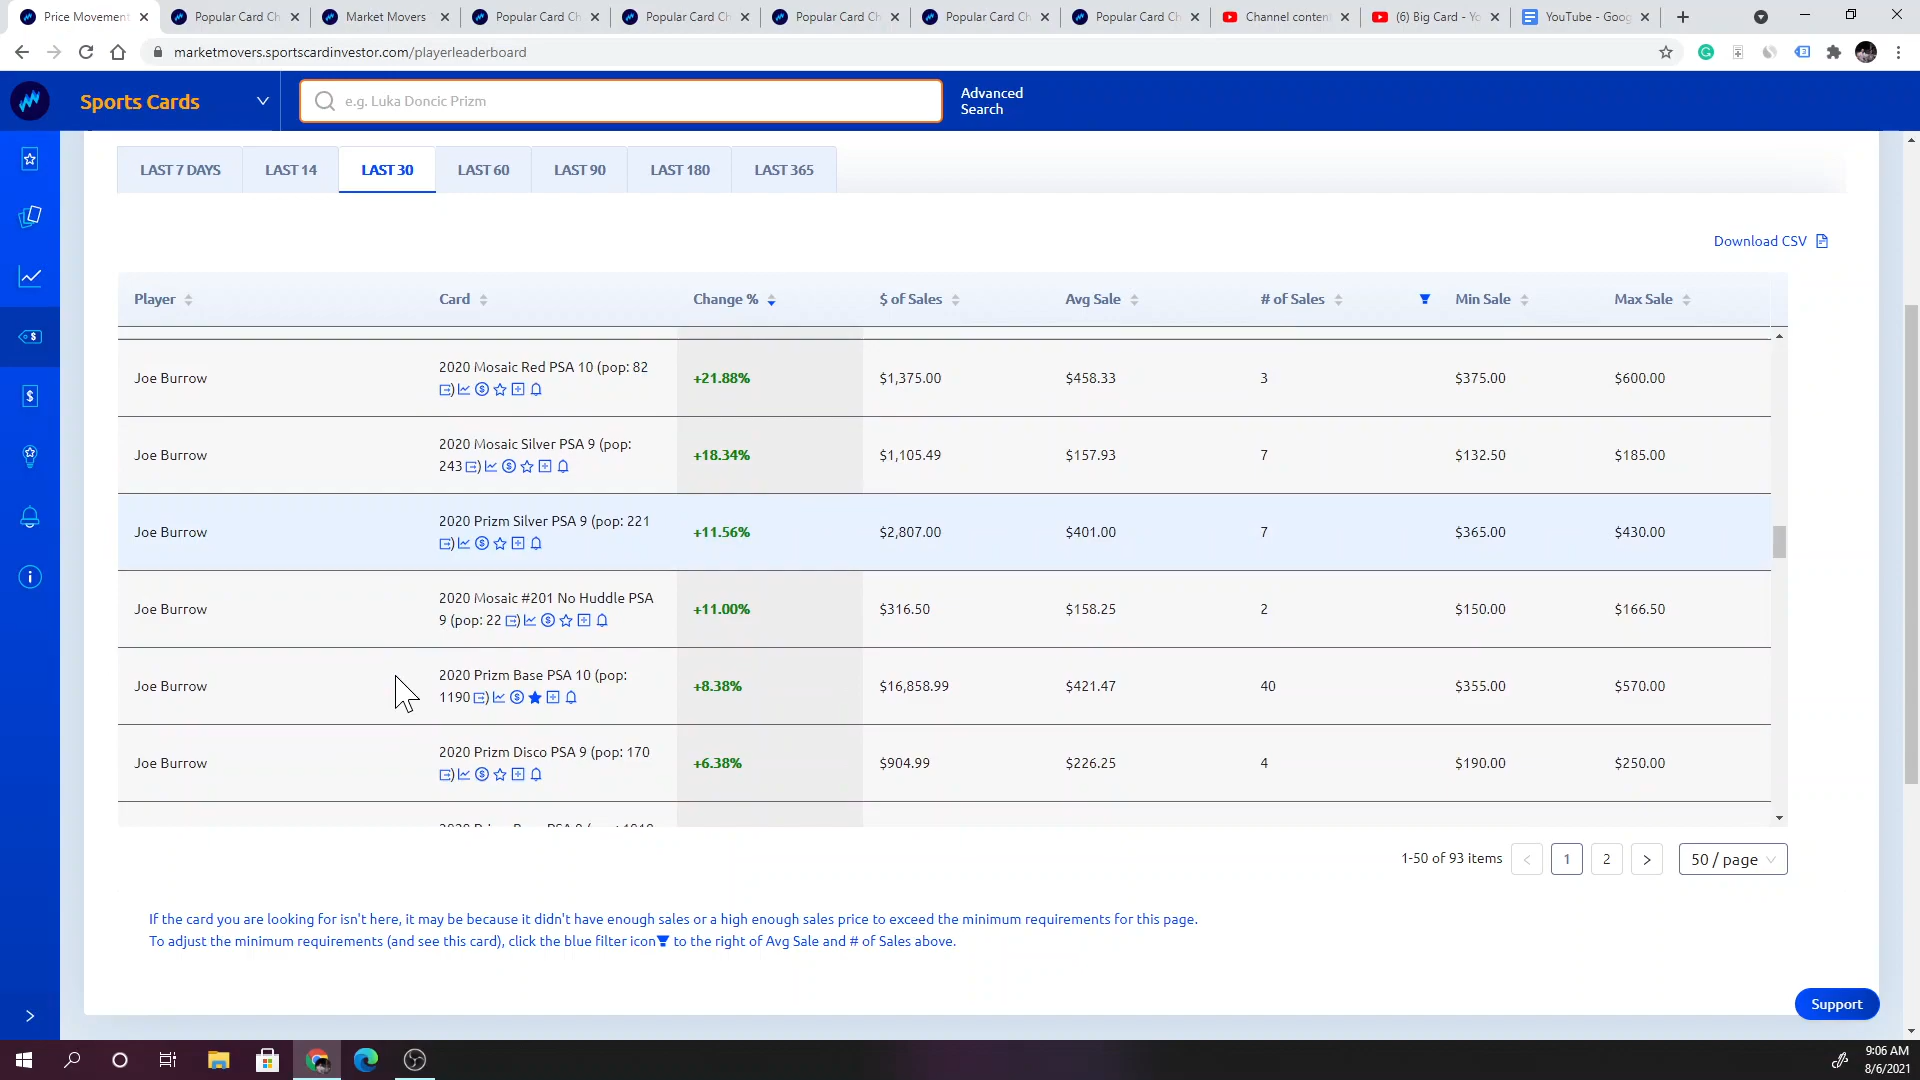 Price Movement
Popular Card Ch
Market Movers
Popular Card Ch
Popular Card Ch
Popular Card Ch
Popular Card Ch
Popular Card Ch
Channel content
(6) Big Card - Yo
YouTube - Goog
marketmovers.sportscardinvestor.com/playerleaderboard
Sports Cards
e.g. Luka Doncic Prizm
Advanced
Search
LAST 7 DAYS
LAST 14
LAST 30
LAST 60
LAST 90
LAST 180
LAST 365
Download CSV
Player Card Change % $ of Sales Avg Sale # of Sales Min Sale Max Sale
2020 Mosaic Red PSA 10 (pop: 82
Joe Burrow +21.88% $1,375.00 $458.33 3 $375.00 $600.00
)
2020 Mosaic Silver PSA 9 (pop:
Joe Burrow +18.34% $1,105.49 $157.93 7 $132.50 $185.00
243 )
2020 Prizm Silver PSA 9 (pop: 221
Joe Burrow +11.56% $2,807.00 $401.00 7 $365.00 $430.00
)
2020 Mosaic #201 No Huddle PSA
Joe Burrow +11.00% $316.50 $158.25 2 $150.00 $166.50
9 (pop: 22 )
2020 Prizm Base PSA 10 (pop:
Joe Burrow +8.38% $16,858.99 $421.47 40 $355.00 $570.00
1190 )
2020 Prizm Disco PSA 9 (pop: 170
Joe Burrow +6.38% $904.99 $226.25 4 $190.00 $250.00
)
1-50 of 93 items < 1 2 > 50 / page
If the card you are looking for isn't here, it may be because it didn't have enough sales or a high enough sales price to exceed the minimum requirements for this page.
To adjust the minimum requirements (and see this card), click the blue filter icon to the right of Avg Sale and # of Sales above.
Support
9:06 AM
8/6/2021